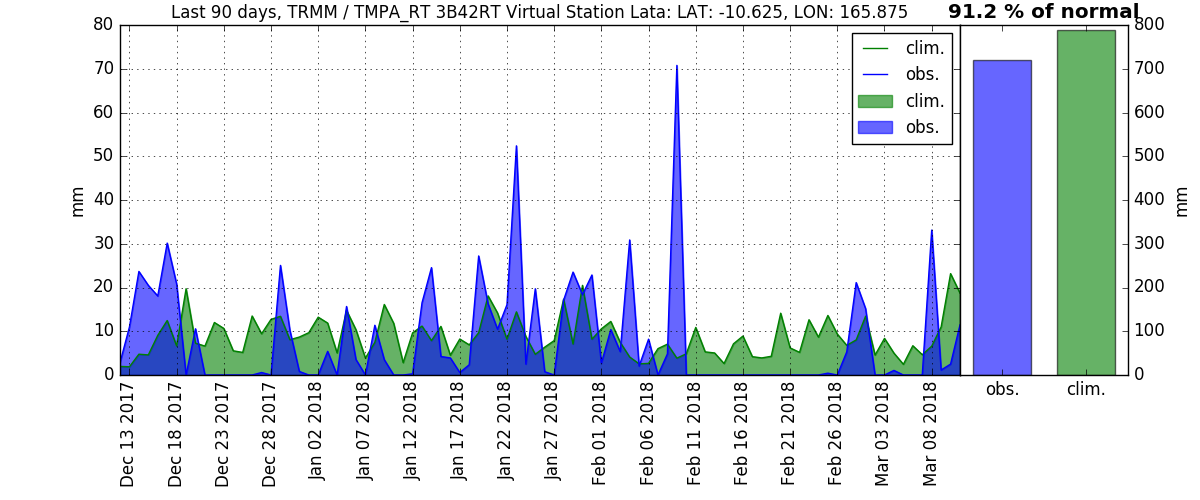 Last 90 days, TRMM / TMPA_RT 3B42RT Virtual Station Lata: LAT: -10.625, LON: 165.875
91.2 % of normal
80
70
60
50
40
30
20
10
0
mm
clim.
obs.
clim.
obs.
800
700
600
500
400
300
200
100
0
mm
Dec 13 2017
Dec 18 2017
Dec 23 2017
Dec 28 2017
Jan 02 2018
Jan 07 2018
Jan 12 2018
Jan 17 2018
Jan 22 2018
Jan 27 2018
Feb 01 2018
Feb 06 2018
Feb 11 2018
Feb 16 2018
Feb 21 2018
Feb 26 2018
Mar 03 2018
Mar 08 2018
obs.
clim.